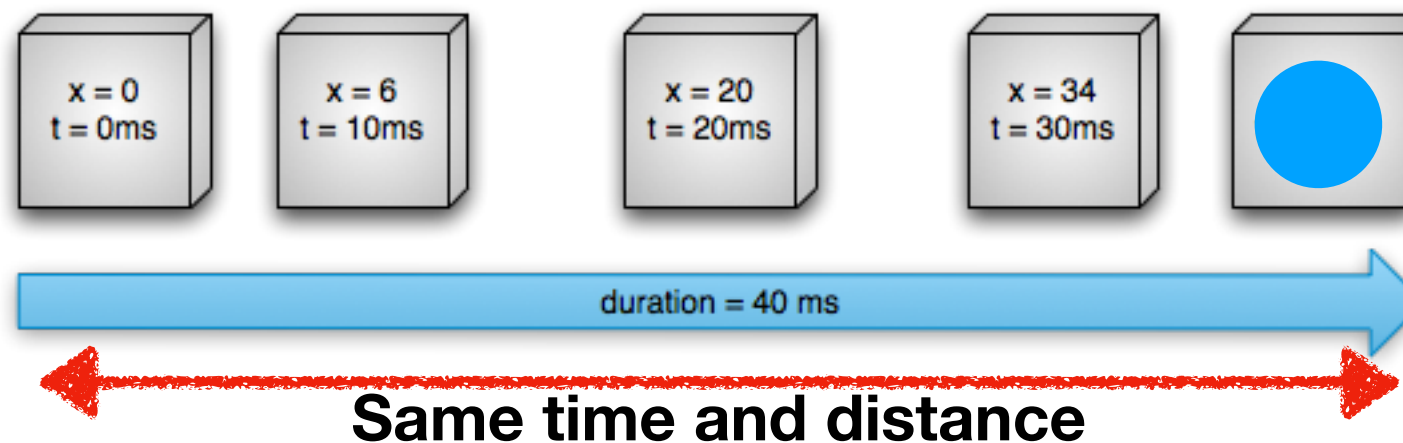 x = 0
t = 0ms
x = 6
t = 10ms
x = 20
t = 20ms
x = 34
t = 30ms
duration = 40 ms
Same time and distance